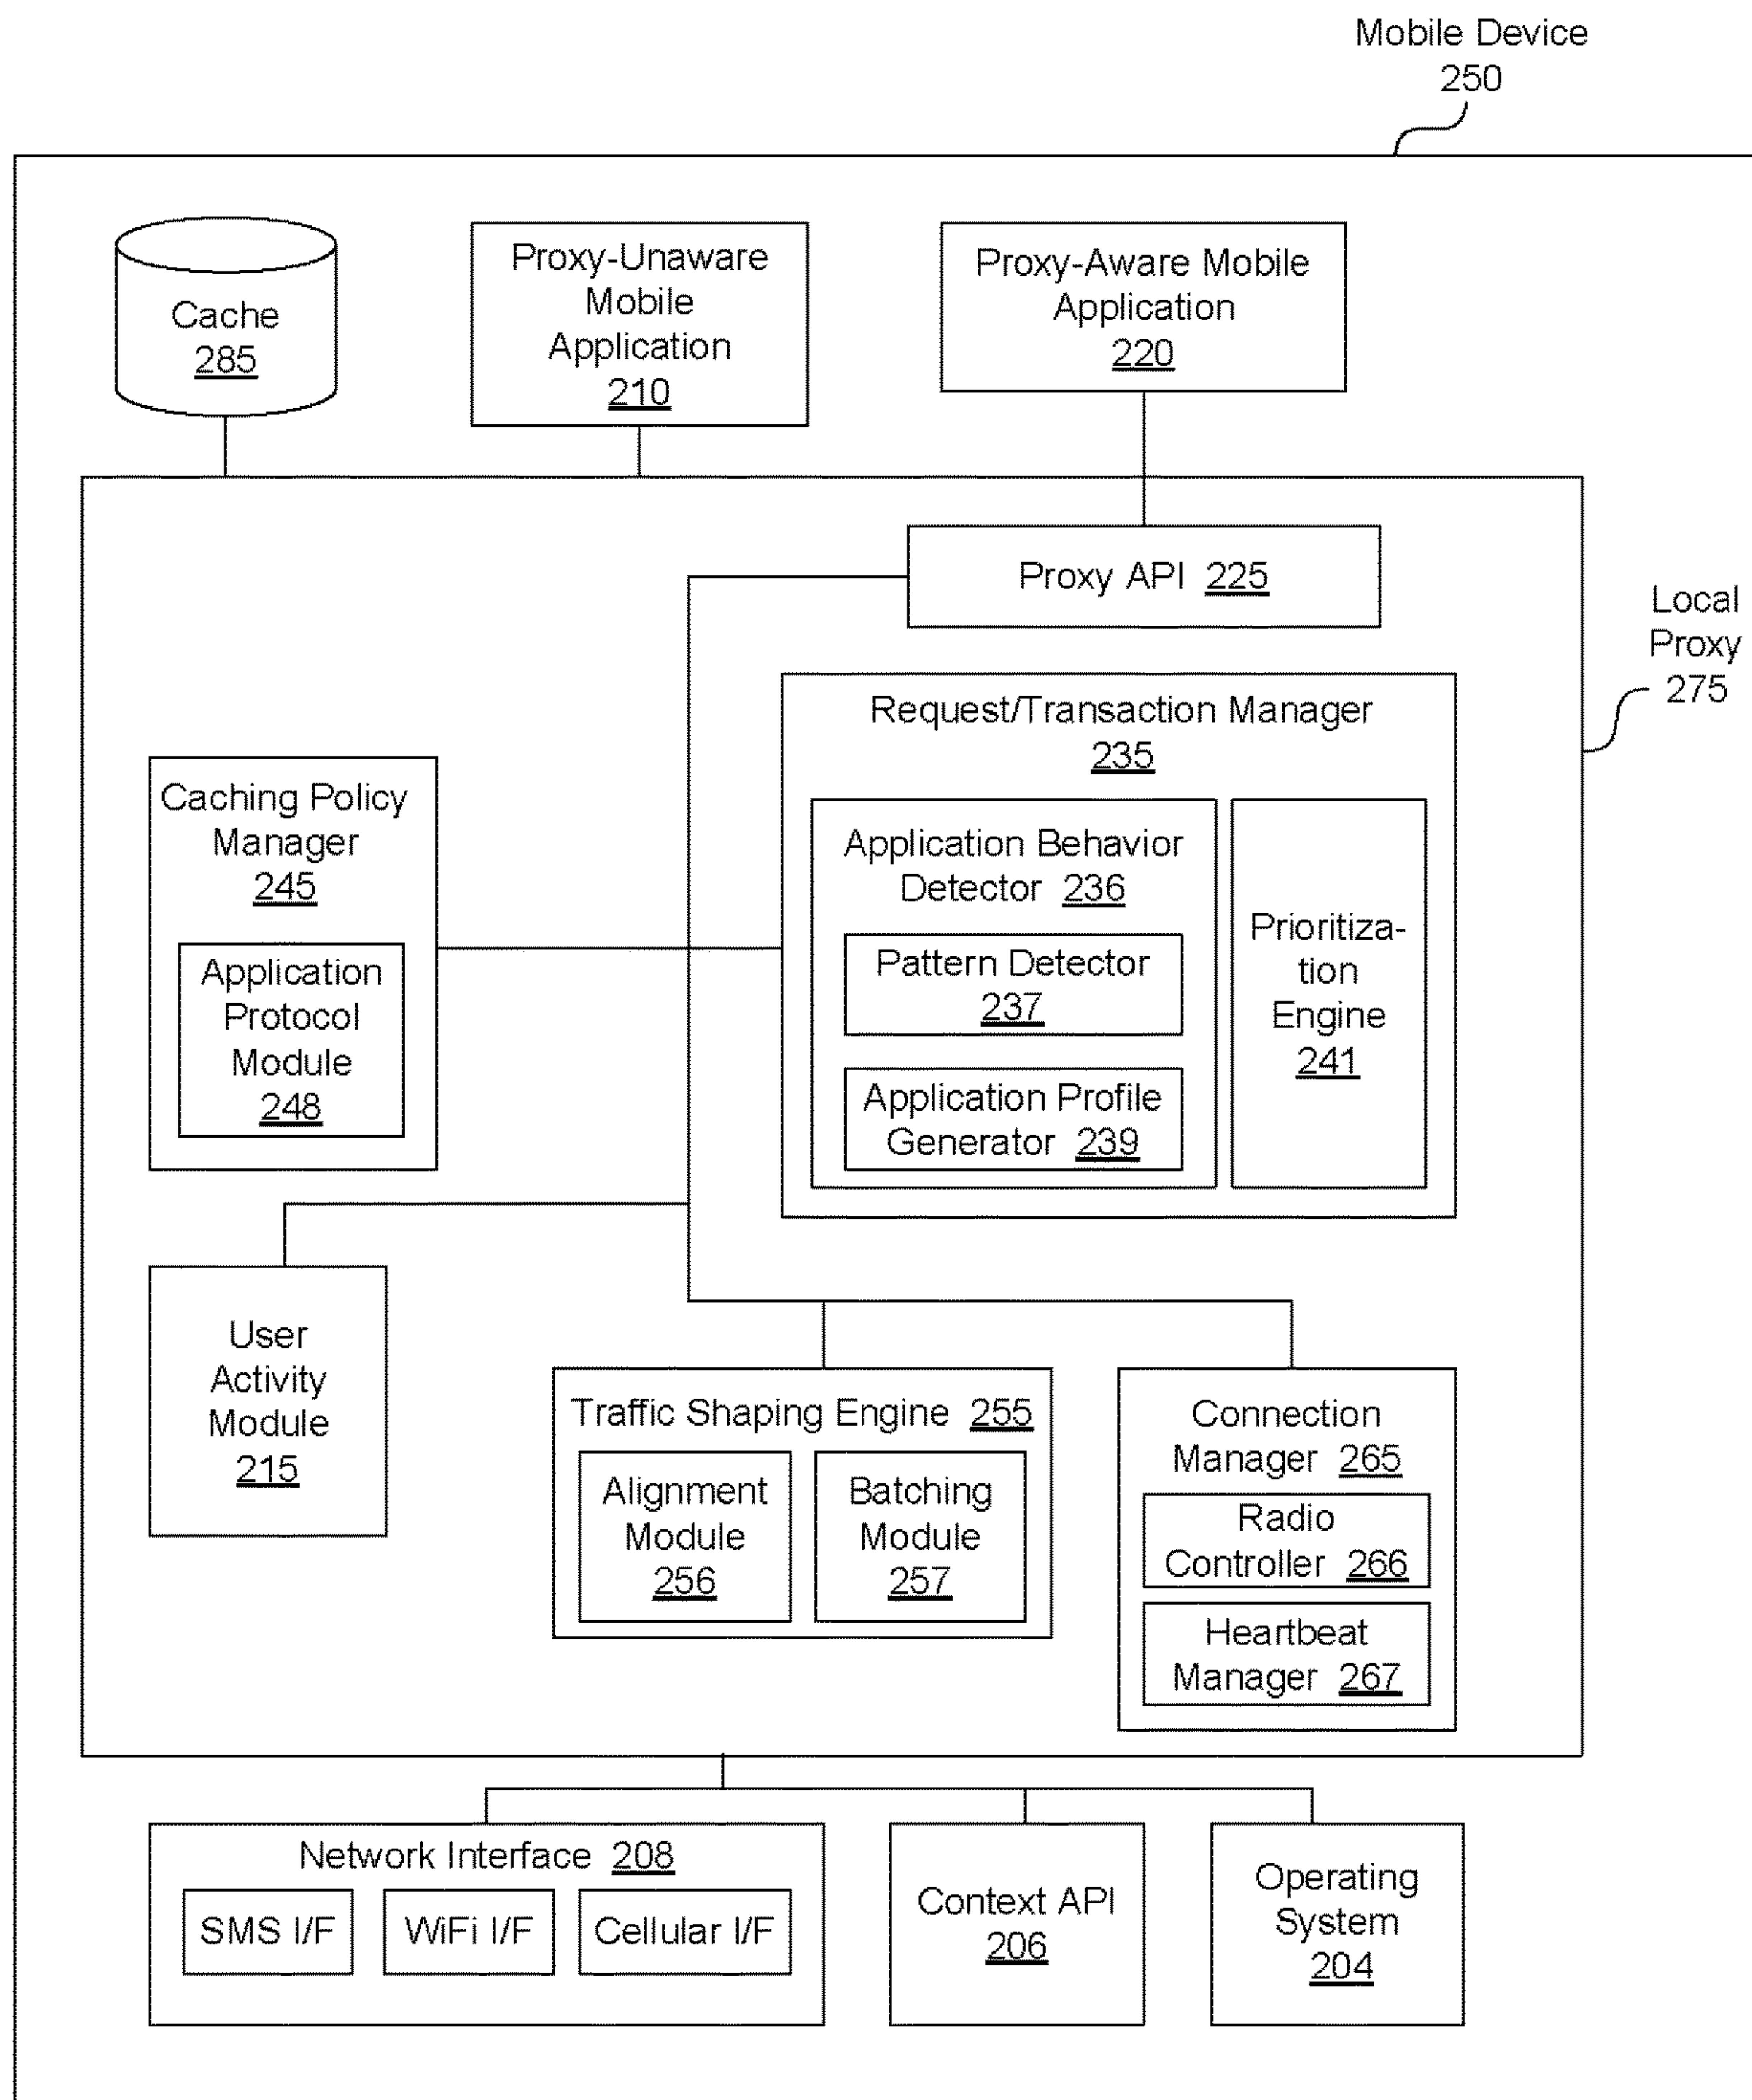 Mobile Device
250
Cache
285
Proxy-Unaware
Mobile
Application
210
Proxy-Aware Mobile
Application
220
Proxy API 225
Local
Proxy
275
Request/Transaction Manager
235
Caching Policy
Manager
245
Application
Protocol
Module
248
Application Behavior
Detector 236
Pattern Detector
237
Application Profile
Generator 239
Prioritiza-
tion
Engine
241
User
Activity
Module
215
Traffic Shaping Engine 255
Alignment
Module
256
Batching
Module
257
Connection
Manager 265
Radio
Controller 266
Heartbeat
Manager 267
Network Interface 208
SMS I/F
WiFi I/F
Cellular I/F
Context API
206
Operating
System
204